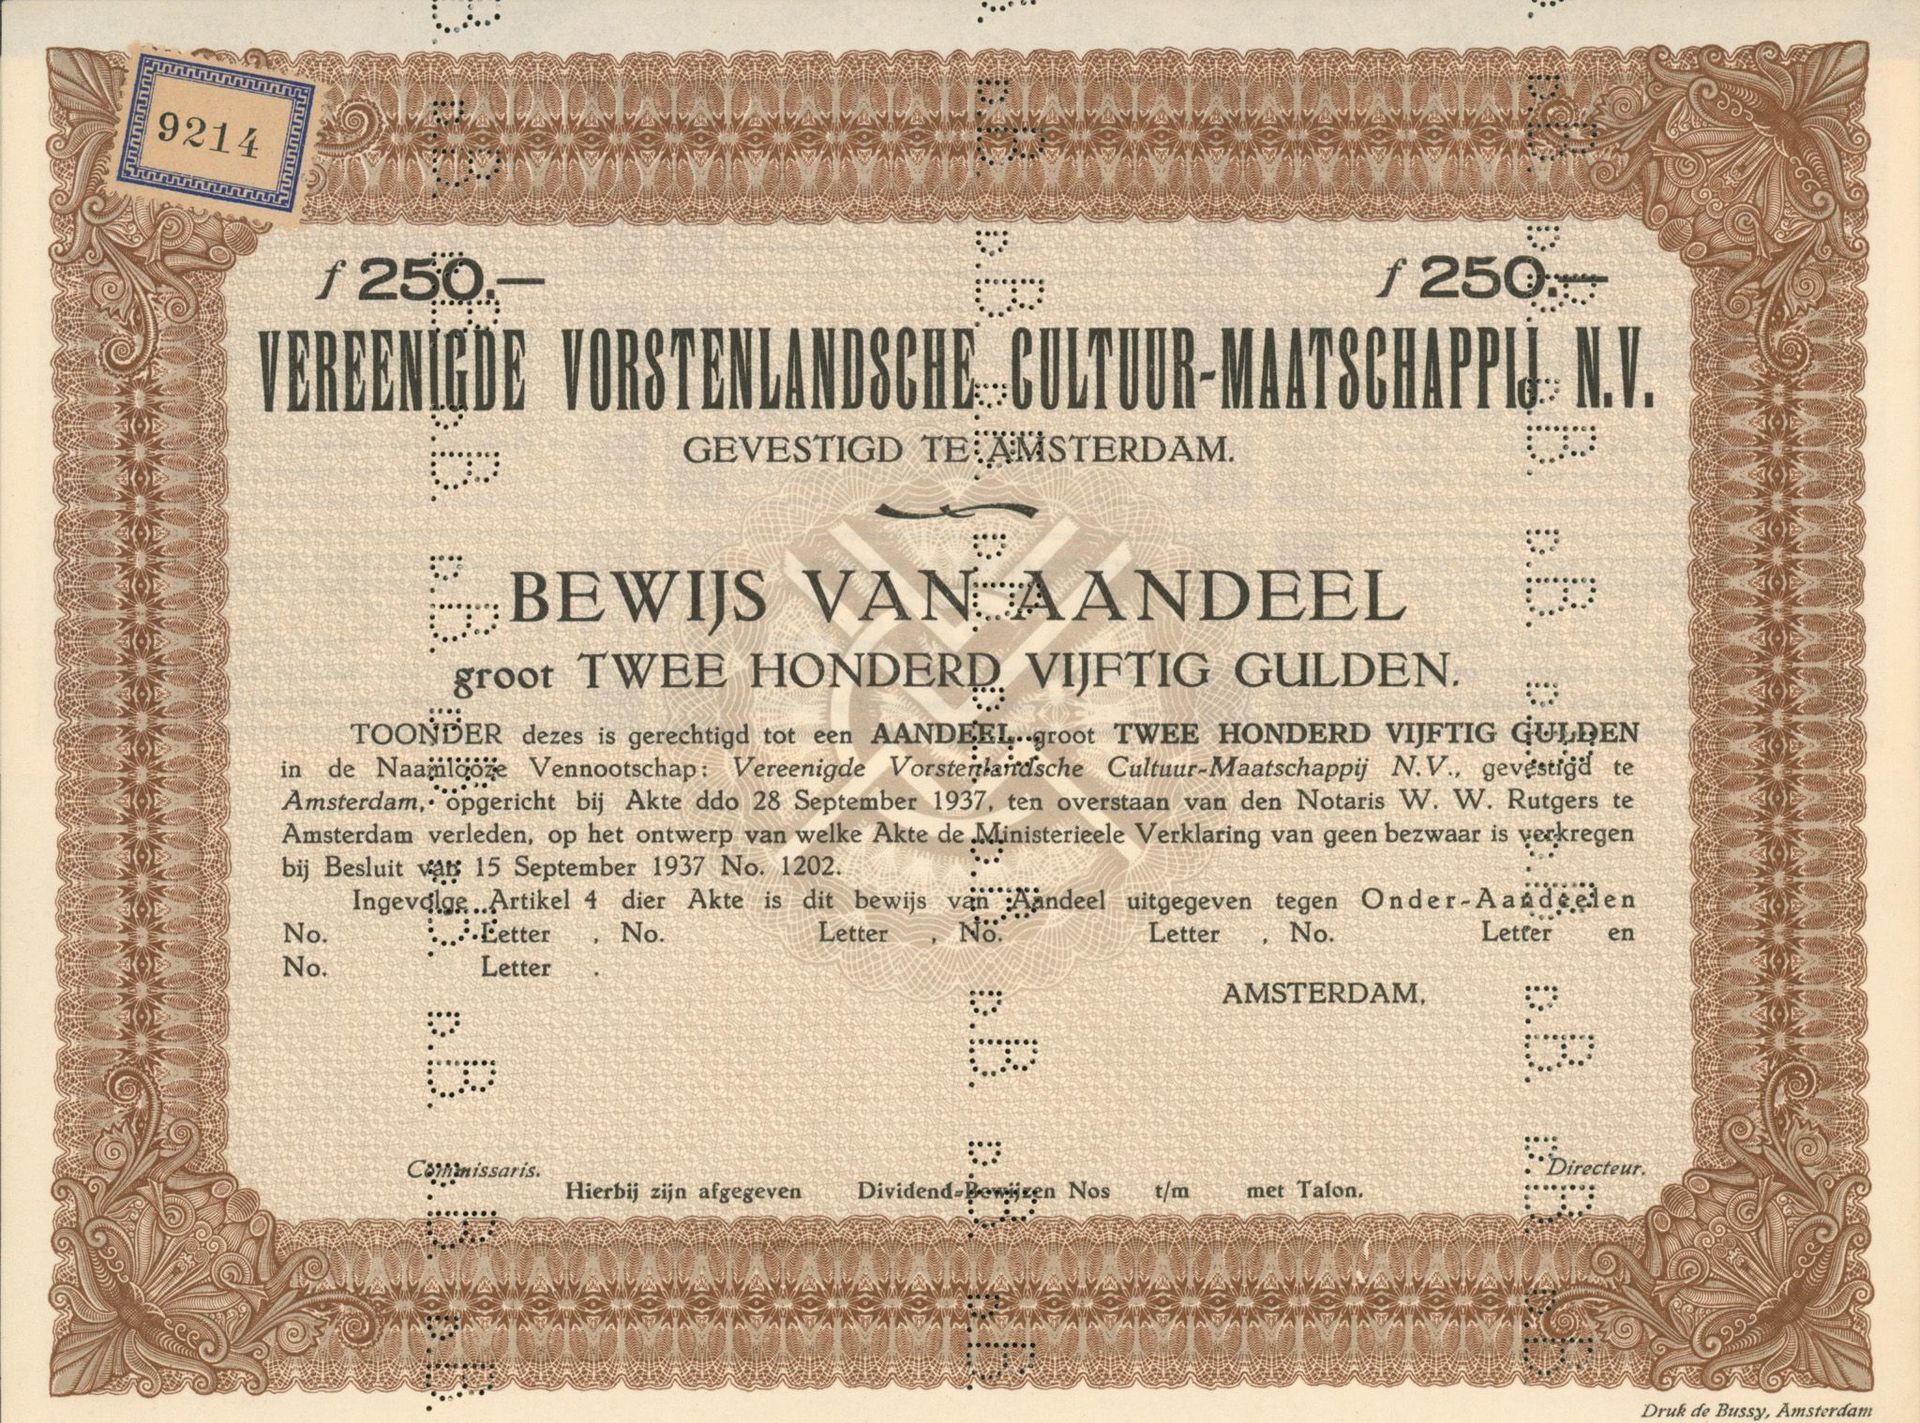 9214
f 250.— f 250.—
VEREENIGDE VORSTENLANDSCHE CULTUUR-MAATSCHAPPIJ N.V.
GEVESTIGD TE AMSTERDAM.
BEWIJS VAN AANDEEL
groot TWEE HONDERD VIJFTIG GULDEN.
TOONDER dezes is gerechtigd tot een AANDEEL groot TWEE HONDERD VIJFTIG GULDEN
in de Naamlooze Vennootschap: Vereenigde Vorstenlandsche Cultuur-Maatschappij N.V., gevestigd te
Amsterdam, opgericht bij Akte ddo 28 September 1937, ten overstaan van den Notaris W. W. Rutgers te
Amsterdam verleden, op het ontwerp van welke Akte de Ministerieele Verklaring van geen bezwaar is verkregen
bij Besluit van 15 September 1937 No. 1202.
Ingevolge Artikel 4 dier Akte is dit bewijs van Aandeel uitgegeven tegen Onder-Aandeelen
No. Letter , No. Letter , No. Letter , No. Letter en
No. Letter .
AMSTERDAM,
Commissaris. Directeur.
Hierbij zijn afgegeven Dividend-Bewijzen Nos t/m met Talon.
Druk de Bussy, Amsterdam